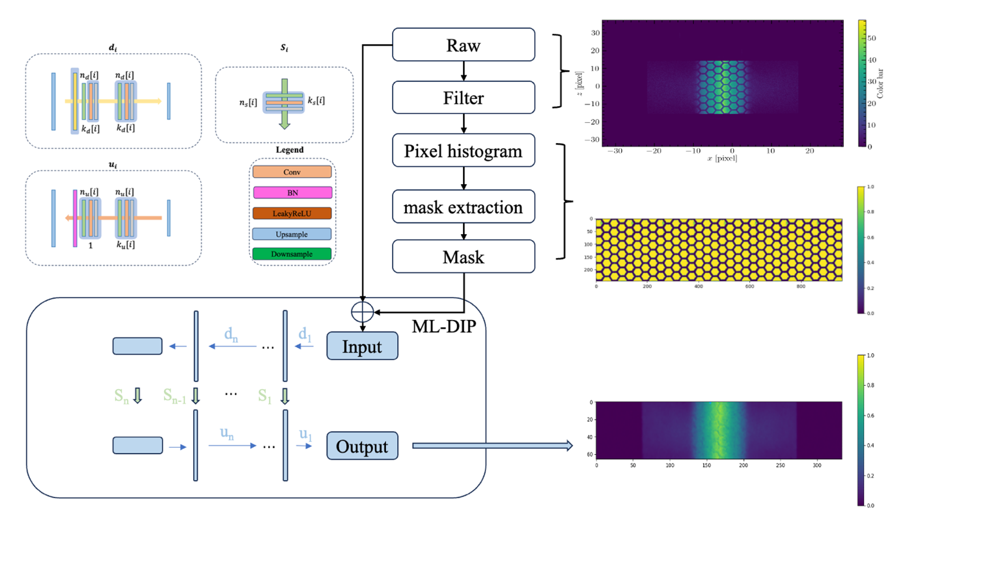 d_i
n_d[i]
n_d[i]
k_d[i]
k_d[i]
S_i
n_s[i]
k_s[i]
u_i
n_u[i]
n_u[i]
1
k_u[i]
Legend
Conv
BN
LeakyReLU
Upsample
Downsample
Raw
Filter
Pixel histogram
mask extraction
Mask
ML-DIP
Input
d_1
...
d_n
S_n
S_n-1
...
S_1
u_n
...
u_1
Output
30
20
10
0
−10
−20
−30
z [pixel]
−30
−20
−10
0
10
20
x [pixel]
50
40
30
20
10
0
Color bar
0
50
100
150
200
0
200
400
600
800
1.0
0.8
0.6
0.4
0.2
0.0
0
20
40
60
0
50
100
150
200
250
300
1.0
0.8
0.6
0.4
0.2
0.0